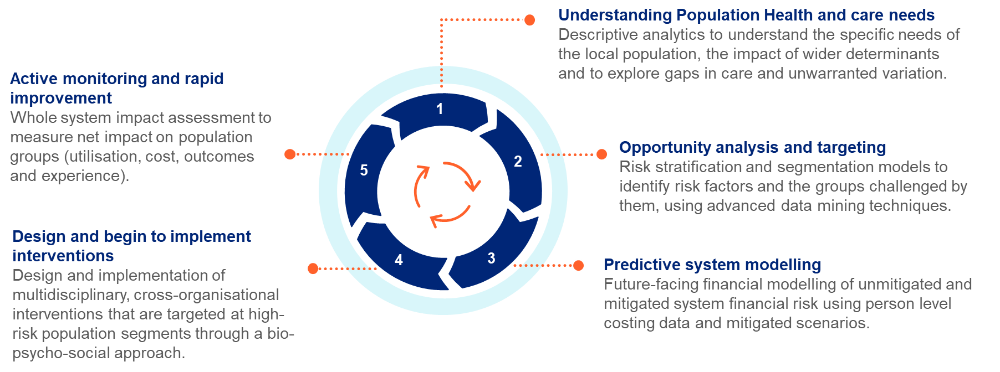 1
Understanding Population Health and care needs
Descriptive analytics to understand the specific needs of
the local population, the impact of wider determinants
and to explore gaps in care and unwarranted variation.
2
Opportunity analysis and targeting
Risk stratification and segmentation models to
identify risk factors and the groups challenged by
them, using advanced data mining techniques.
3
Predictive system modelling
Future-facing financial modelling of unmitigated and
mitigated system financial risk using person level
costing data and mitigated scenarios.
4
Design and begin to implement
interventions
Design and implementation of
multidisciplinary, cross-organisational
interventions that are targeted at high-
risk population segments through a bio-
psycho-social approach.
5
Active monitoring and rapid
improvement
Whole system impact assessment to
measure net impact on population
groups (utilisation, cost, outcomes
and experience).